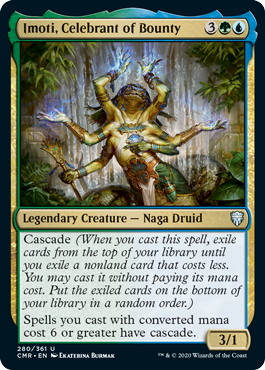 Imoti, Celebrant of Bounty 3
Legendary Creature — Naga Druid
Cascade (When you cast this spell, exile
cards from the top of your library until
you exile a nonland card that costs less.
You may cast it without paying its mana
cost. Put the exiled cards on the bottom of
your library in a random order.)
Spells you cast with converted mana
cost 6 or greater have cascade.
3/1
280/361 U
CMR • EN Ekaterina Burmak
™ & © 2020 Wizards of the Coast